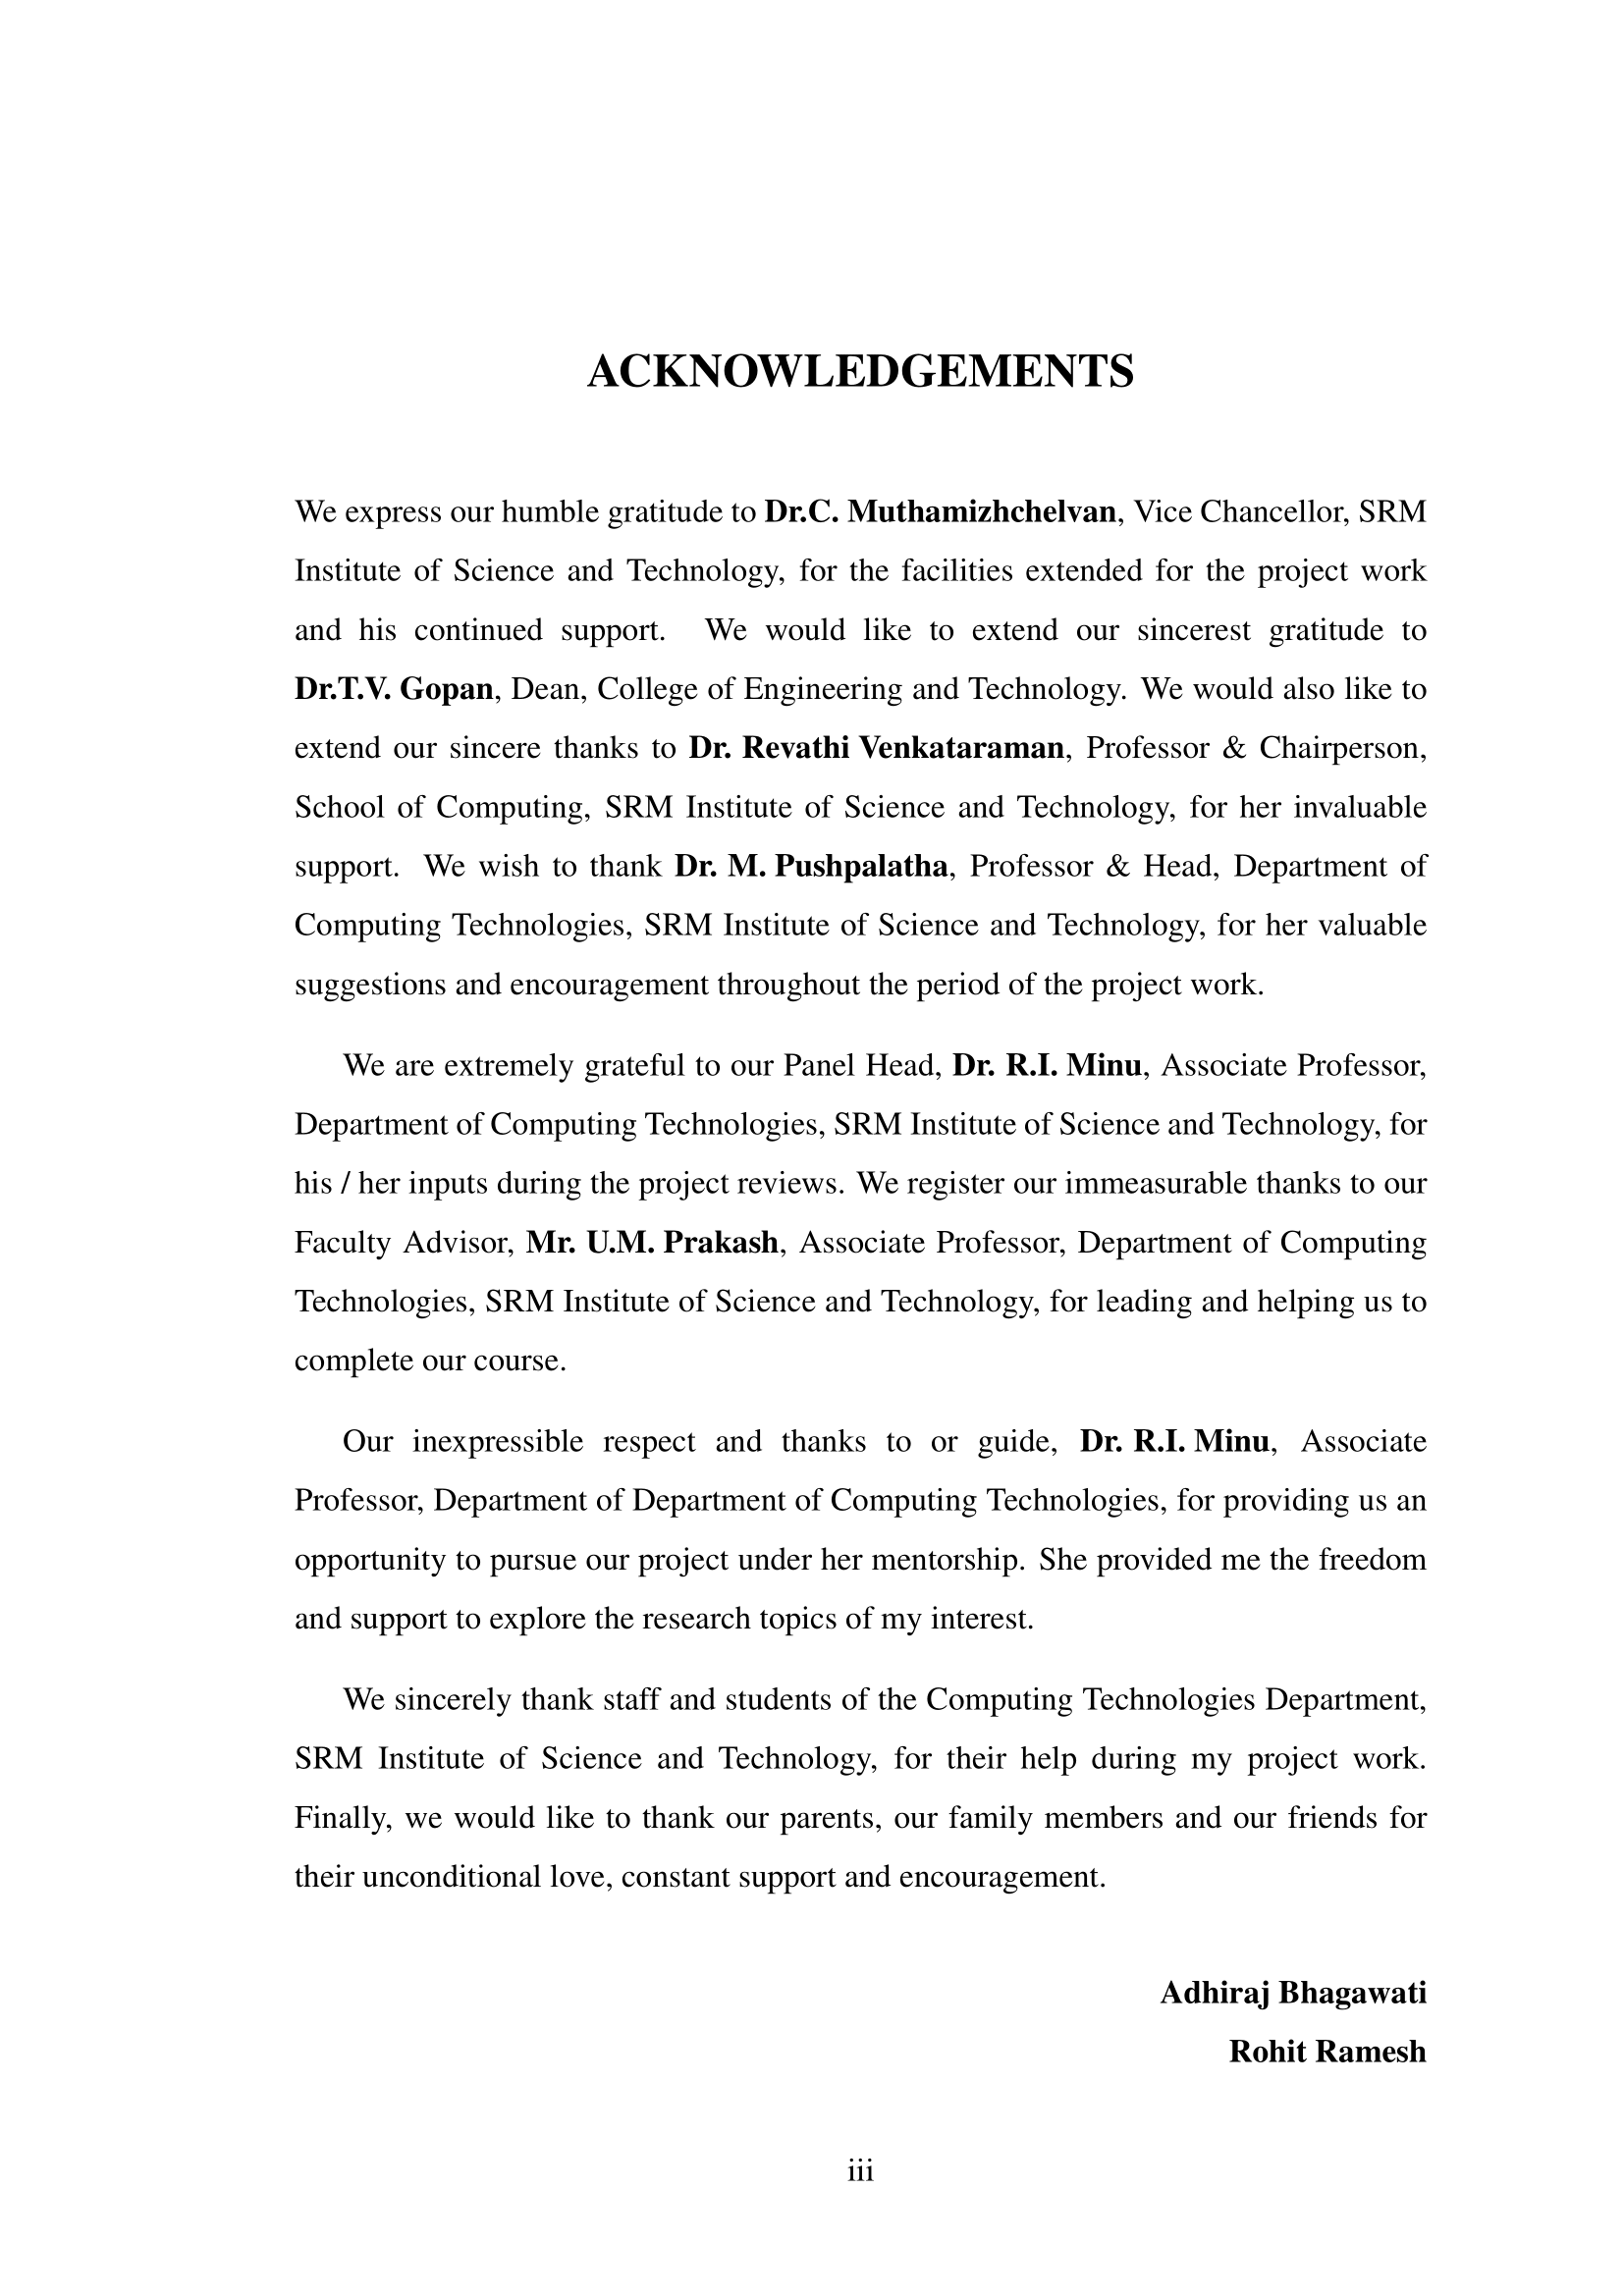 ACKNOWLEDGEMENTS
We express our humble gratitude to Dr.C. Muthamizhchelvan, Vice Chancellor, SRM
Institute of Science and Technology, for the facilities extended for the project work
and his continued support. We would like to extend our sincerest gratitude to
Dr.T.V. Gopan, Dean, College of Engineering and Technology. We would also like to
extend our sincere thanks to Dr. Revathi Venkataraman, Professor & Chairperson,
School of Computing, SRM Institute of Science and Technology, for her invaluable
support. We wish to thank Dr. M. Pushpalatha, Professor & Head, Department of
Computing Technologies, SRM Institute of Science and Technology, for her valuable
suggestions and encouragement throughout the period of the project work.
We are extremely grateful to our Panel Head, Dr. R.I. Minu, Associate Professor,
Department of Computing Technologies, SRM Institute of Science and Technology, for
his / her inputs during the project reviews. We register our immeasurable thanks to our
Faculty Advisor, Mr. U.M. Prakash, Associate Professor, Department of Computing
Technologies, SRM Institute of Science and Technology, for leading and helping us to
complete our course.
Our inexpressible respect and thanks to or guide, Dr. R.I. Minu, Associate
Professor, Department of Department of Computing Technologies, for providing us an
opportunity to pursue our project under her mentorship. She provided me the freedom
and support to explore the research topics of my interest.
We sincerely thank staff and students of the Computing Technologies Department,
SRM Institute of Science and Technology, for their help during my project work.
Finally, we would like to thank our parents, our family members and our friends for
their unconditional love, constant support and encouragement.
Adhiraj Bhagawati
Rohit Ramesh
iii